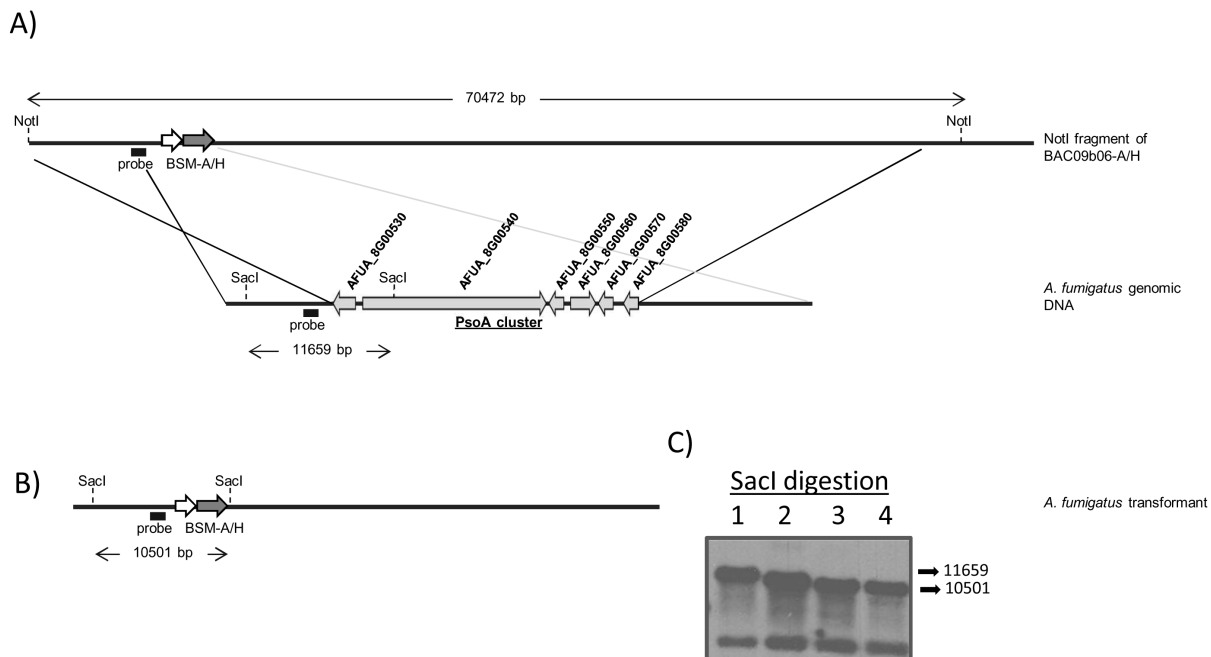 A)
70472 bp
NotI
NotI
NotI fragment of
BAC09b06-A/H
probe
BSM-A/H
AFUA_8G00530
AFUA_8G00540
AFUA_8G00550
AFUA_8G00560
AFUA_8G00570
AFUA_8G00580
SacI
SacI
A. fumigatus genomic
DNA
probe
PsoA cluster
11659 bp
B)
SacI
SacI
probe
BSM-A/H
10501 bp
C)
SacI digestion
1 2 3 4
A. fumigatus transformant
11659
10501